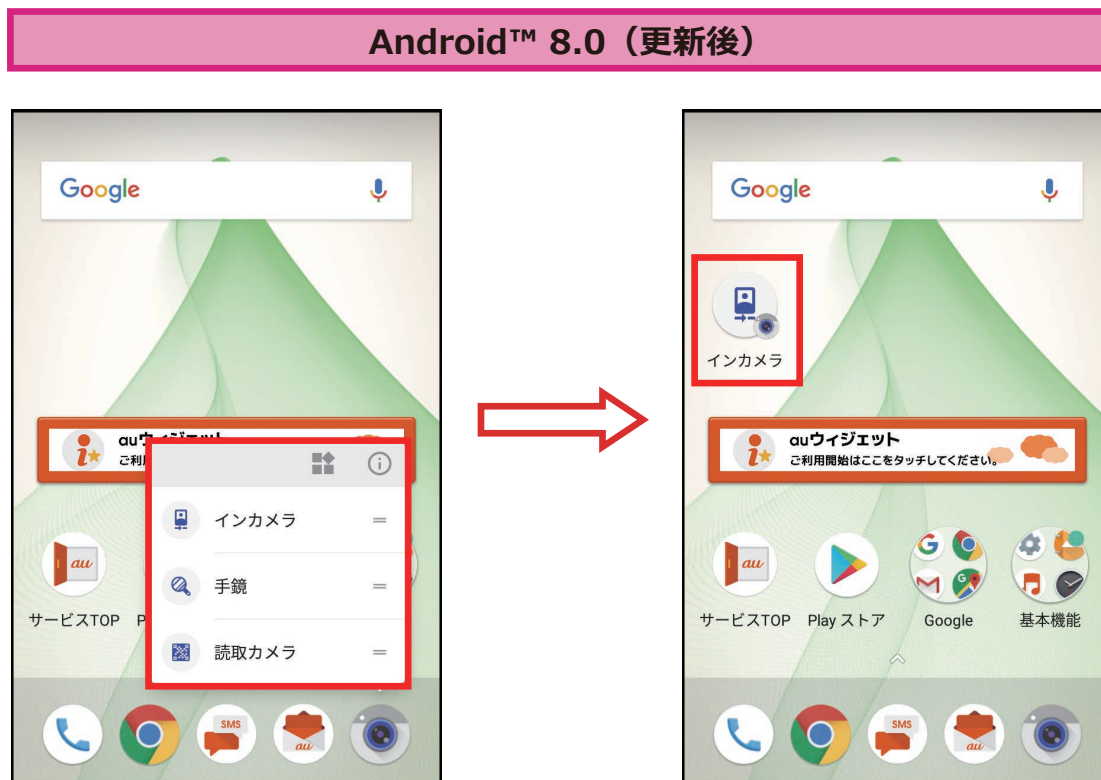 Android™ 8.0（更新後）
Google
auウィジェット
ご利
インカメラ
手鏡
読取カメラ
au
サービスTOP
P
SMS
au
Google
インカメラ
auウィジェット
ご利用開始はここをタッチしてください。
au
サービスTOP
Play ストア
Google
基本機能
SMS
au